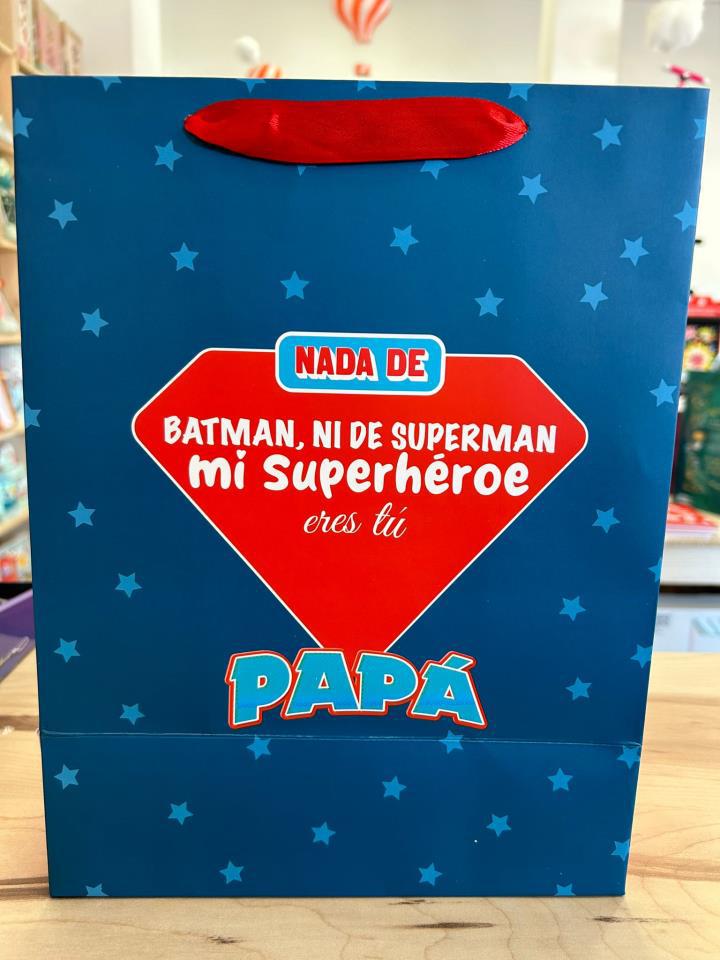 NADA DE
BATMAN, NI DE SUPERMAN
mi Superhéroe
eres tú
PAPÁ